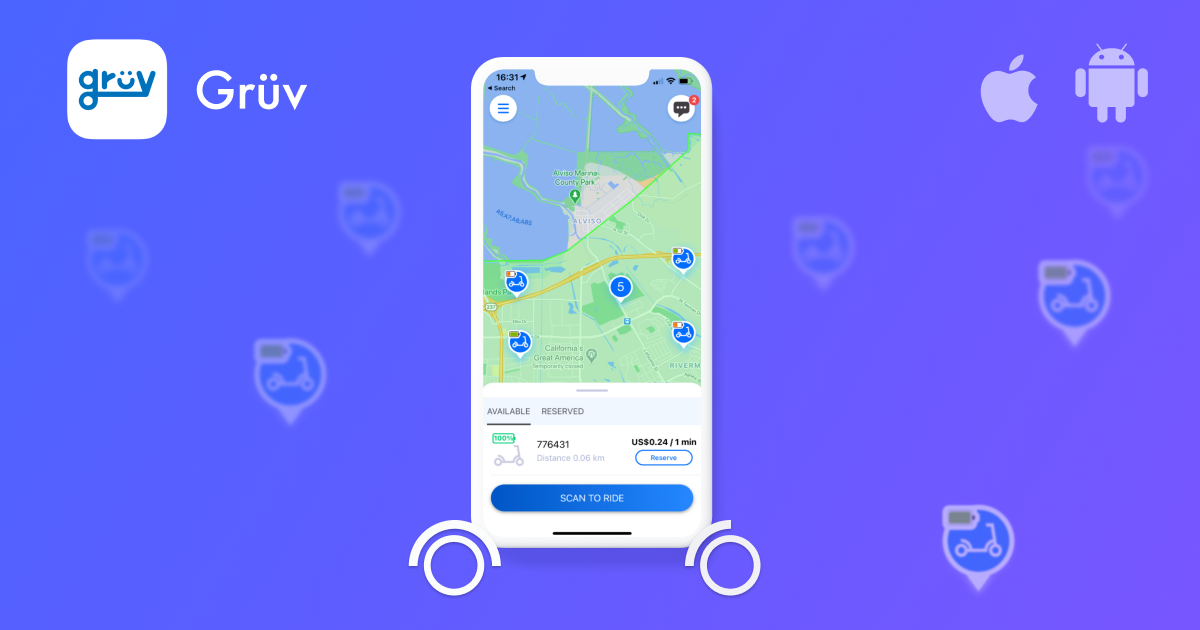 grüv
Grüv
16:31
Search
2
Alviso Marina
County Park
ALVISO
5
237
California's
Great America
Temporarily closed
RIVERM
AVAILABLE RESERVED
100%
776431
US$0.24 / 1 min
Distance 0.06 km
Reserve
SCAN TO RIDE